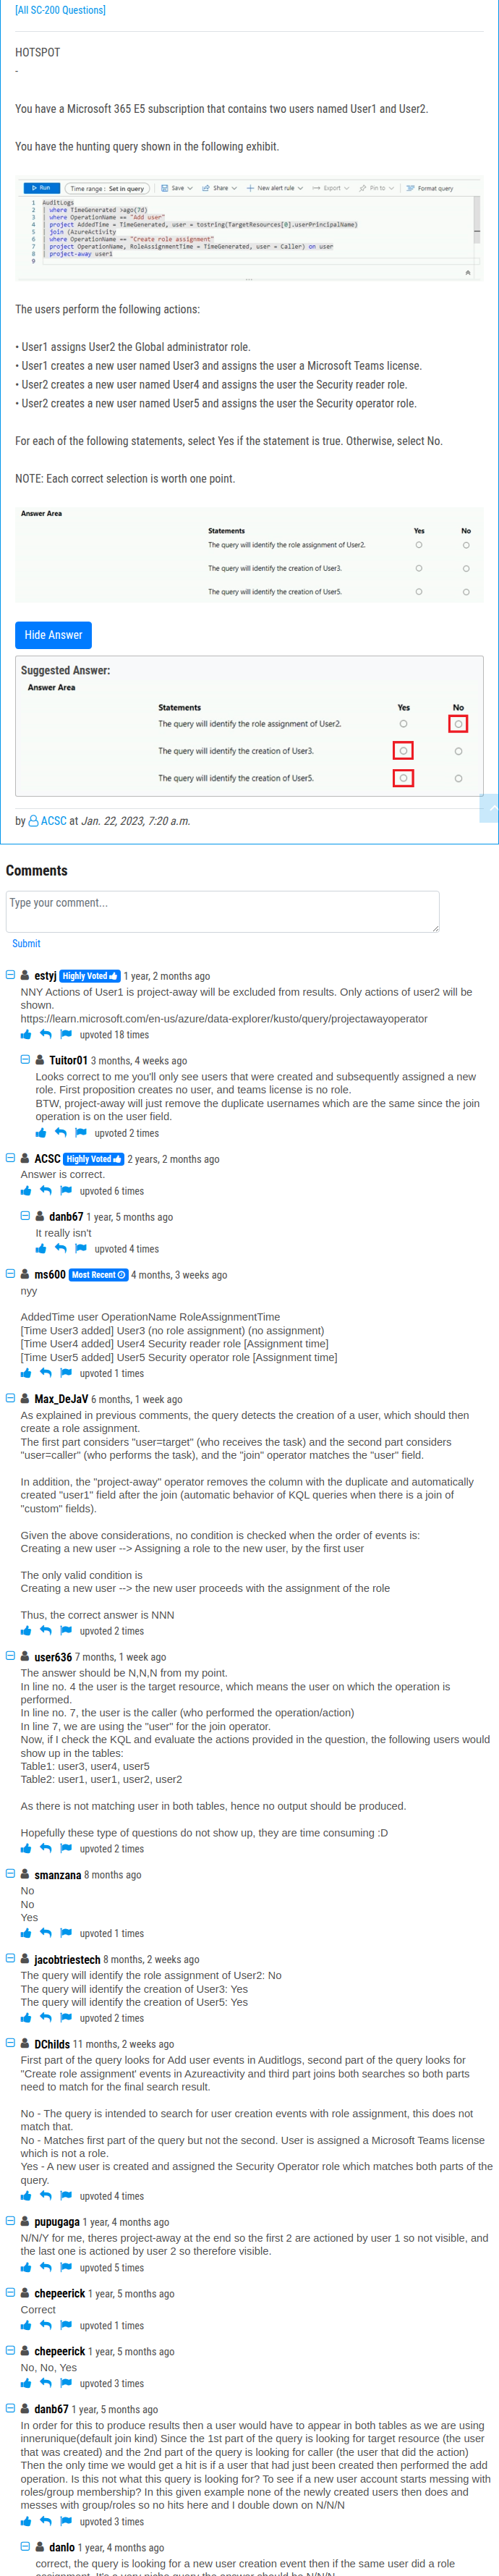 [All SC-200 Questions]
HOTSPOT
-
You have a Microsoft 365 E5 subscription that contains two users named User1 and User2.
You have the hunting query shown in the following exhibit.
Run Time range : Set in query Save Share New alert rule Export Pin to Format query
1 AuditLogs
2 | where TimeGenerated >ago(7d)
3 | where OperationName == "Add user"
4 | project AddedTime = TimeGenerated, user = tostring(TargetResources[0].userPrincipalName)
5 | join (AzureActivity
6 | where OperationName == "Create role assignment"
7 | project OperationName, RoleAssignmentTime = TimeGenerated, user = Caller) on user
8 | project-away user1
9
The users perform the following actions:
• User1 assigns User2 the Global administrator role.
• User1 creates a new user named User3 and assigns the user a Microsoft Teams license.
• User2 creates a new user named User4 and assigns the user the Security reader role.
• User2 creates a new user named User5 and assigns the user the Security operator role.
For each of the following statements, select Yes if the statement is true. Otherwise, select No.
NOTE: Each correct selection is worth one point.
Answer Area
Statements Yes No
The query will identify the role assignment of User2.
The query will identify the creation of User3.
The query will identify the creation of User5.
Hide Answer
Suggested Answer:
Answer Area
Statements Yes No
The query will identify the role assignment of User2.
The query will identify the creation of User3.
The query will identify the creation of User5.
by ACSC at Jan. 22, 2023, 7:20 a.m.
Comments
Type your comment...
Submit
estyj Highly Voted 1 year, 2 months ago
NNY Actions of User1 is project-away will be excluded from results. Only actions of user2 will be
shown.
https://learn.microsoft.com/en-us/azure/data-explorer/kusto/query/projectawayoperator
upvoted 18 times
Tuitor01 3 months, 4 weeks ago
Looks correct to me you'll only see users that were created and subsequently assigned a new
role. First proposition creates no user, and teams license is no role.
BTW, project-away will just remove the duplicate usernames which are the same since the join
operation is on the user field.
upvoted 2 times
ACSC Highly Voted 2 years, 2 months ago
Answer is correct.
upvoted 6 times
danb67 1 year, 5 months ago
It really isn't
upvoted 4 times
ms600 Most Recent 4 months, 3 weeks ago
nyy
AddedTime user OperationName RoleAssignmentTime
[Time User3 added] User3 (no role assignment) (no assignment)
[Time User4 added] User4 Security reader role [Assignment time]
[Time User5 added] User5 Security operator role [Assignment time]
upvoted 1 times
Max_DeJaV 6 months, 1 week ago
As explained in previous comments, the query detects the creation of a user, which should then
create a role assignment.
The first part considers "user=target" (who receives the task) and the second part considers
"user=caller" (who performs the task), and the "join" operator matches the "user" field.
In addition, the "project-away" operator removes the column with the duplicate and automatically
created "user1" field after the join (automatic behavior of KQL queries when there is a join of
"custom" fields).
Given the above considerations, no condition is checked when the order of events is:
Creating a new user --> Assigning a role to the new user, by the first user
The only valid condition is
Creating a new user --> the new user proceeds with the assignment of the role
Thus, the correct answer is NNN
upvoted 2 times
user636 7 months, 1 week ago
The answer should be N,N,N from my point.
In line no. 4 the user is the target resource, which means the user on which the operation is
performed.
In line no. 7, the user is the caller (who performed the operation/action)
In line 7, we are using the "user" for the join operator.
Now, if I check the KQL and evaluate the actions provided in the question, the following users would
show up in the tables:
Table1: user3, user4, user5
Table2: user1, user1, user2, user2
As there is not matching user in both tables, hence no output should be produced.
Hopefully these type of questions do not show up, they are time consuming :D
upvoted 2 times
smanzana 8 months ago
No
No
Yes
upvoted 1 times
jacobtriestech 8 months, 2 weeks ago
The query will identify the role assignment of User2: No
The query will identify the creation of User3: Yes
The query will identify the creation of User5: Yes
upvoted 2 times
DChilds 11 months, 2 weeks ago
First part of the query looks for Add user events in Auditlogs, second part of the query looks for
"Create role assignment' events in Azureactivity and third part joins both searches so both parts
need to match for the final search result.
No - The query is intended to search for user creation events with role assignment, this does not
match that.
No - Matches first part of the query but not the second. User is assigned a Microsoft Teams license
which is not a role.
Yes - A new user is created and assigned the Security Operator role which matches both parts of the
query.
upvoted 4 times
pupugaga 1 year, 4 months ago
N/N/Y for me, theres project-away at the end so the first 2 are actioned by user 1 so not visible, and
the last one is actioned by user 2 so therefore visible.
upvoted 5 times
chepeerick 1 year, 5 months ago
Correct
upvoted 1 times
chepeerick 1 year, 5 months ago
No, No, Yes
upvoted 3 times
danb67 1 year, 5 months ago
In order for this to produce results then a user would have to appear in both tables as we are using
innerunique(default join kind) Since the 1st part of the query is looking for target resource (the user
that was created) and the 2nd part of the query is looking for caller (the user that did the action)
Then the only time we would get a hit is if a user that had just been created then performed the add
operation. Is this not what this query is looking for? To see if a new user account starts messing with
roles/group membership? In this given example none of the newly created users then does and
messes with group/roles so no hits here and I double down on N/N/N
upvoted 3 times
danlo 1 year, 4 months ago
correct, the query is looking for a new user creation event then if the same user did a role